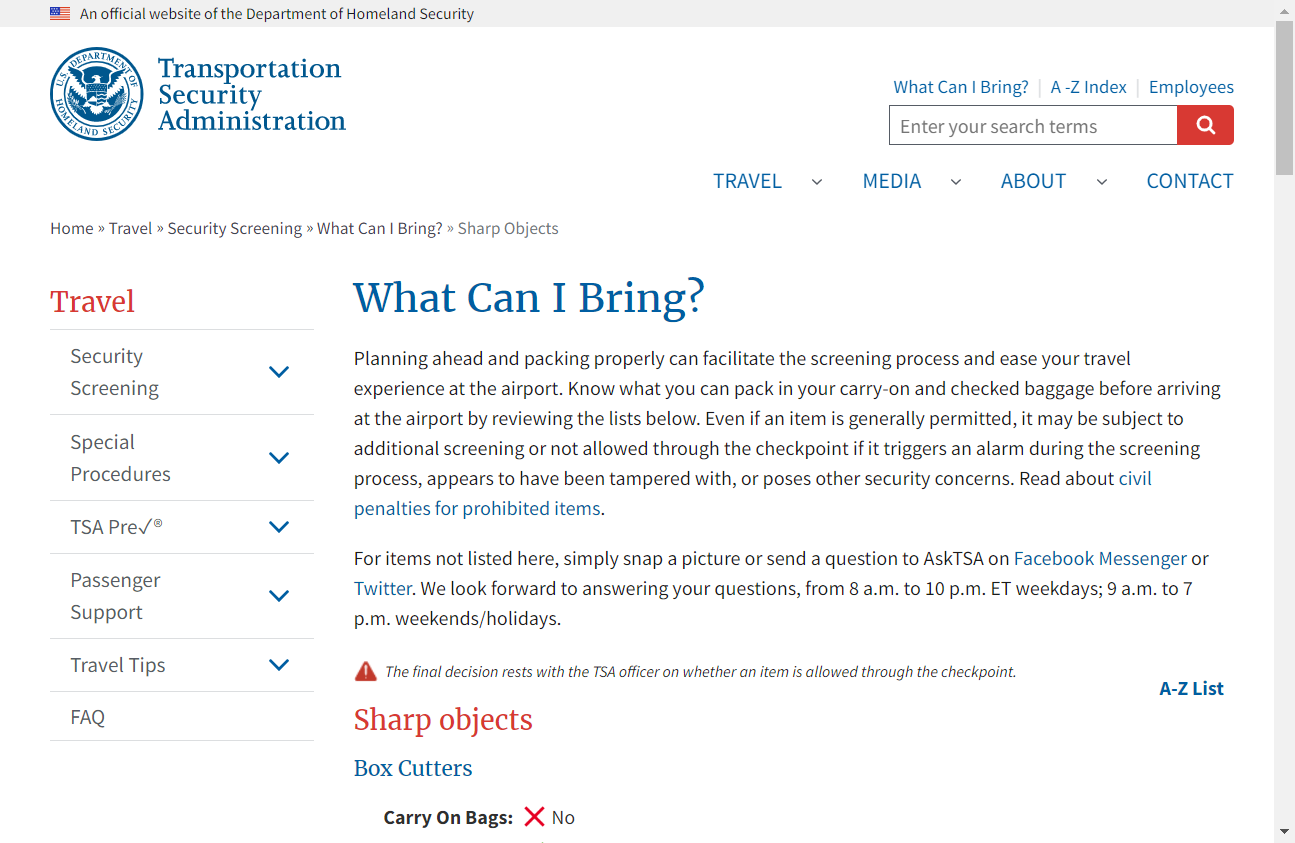 An official website of the Department of Homeland Security
U.S. DEPARTMENT OF HOMELAND SECURITY
Transportation
Security
Administration
What Can I Bring?
A -Z Index
Employees
Enter your search terms
TRAVEL
MEDIA
ABOUT
CONTACT
Home » Travel » Security Screening » What Can I Bring? » Sharp Objects
Travel
Security
Screening
Special
Procedures
TSA Pre✓®
Passenger
Support
Travel Tips
FAQ
What Can I Bring?
Planning ahead and packing properly can facilitate the screening process and ease your travel
experience at the airport. Know what you can pack in your carry-on and checked baggage before arriving
at the airport by reviewing the lists below. Even if an item is generally permitted, it may be subject to
additional screening or not allowed through the checkpoint if it triggers an alarm during the screening
process, appears to have been tampered with, or poses other security concerns. Read about civil
penalties for prohibited items.
For items not listed here, simply snap a picture or send a question to AskTSA on Facebook Messenger or
Twitter. We look forward to answering your questions, from 8 a.m. to 10 p.m. ET weekdays; 9 a.m. to 7
p.m. weekends/holidays.
The final decision rests with the TSA officer on whether an item is allowed through the checkpoint.
A-Z List
Sharp objects
Box Cutters
Carry On Bags: No